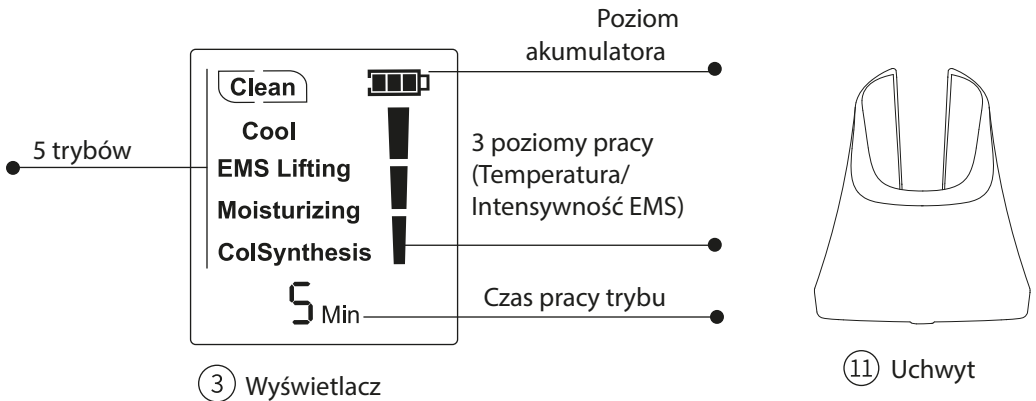 Poziom
akumulatora
5 trybów
Clean
Cool
EMS Lifting
Moisturizing
ColSynthesis
5 Min
3 poziomy pracy
(Temperatura/
Intensywność EMS)
Czas pracy trybu
3 Wyświetlacz
11 Uchwyt